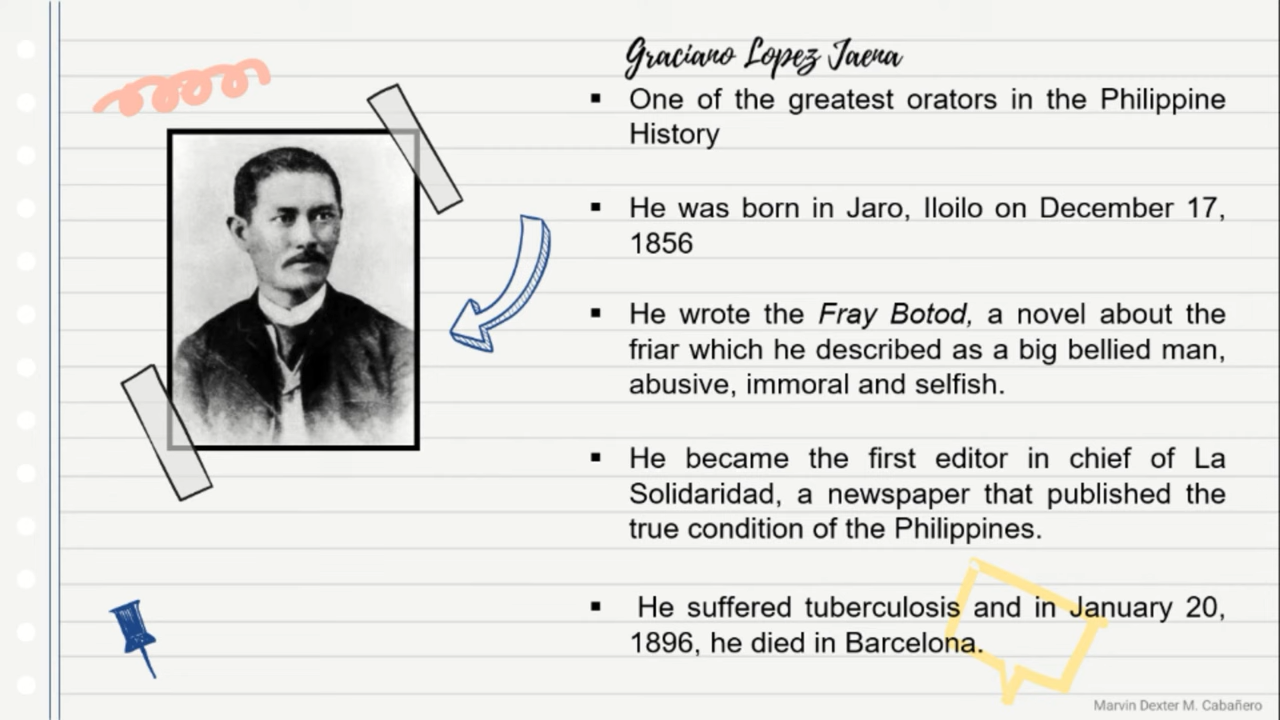 Graciano Lopez Jaena
▪ One of the greatest orators in the Philippine
History
▪ He was born in Jaro, Iloilo on December 17,
1856
▪ He wrote the Fray Botod, a novel about the
friar which he described as a big bellied man,
abusive, immoral and selfish.
▪ He became the first editor in chief of La
Solidaridad, a newspaper that published the
true condition of the Philippines.
▪ He suffered tuberculosis and in January 20,
1896, he died in Barcelona.
Marvin Dexter M. Cabañero